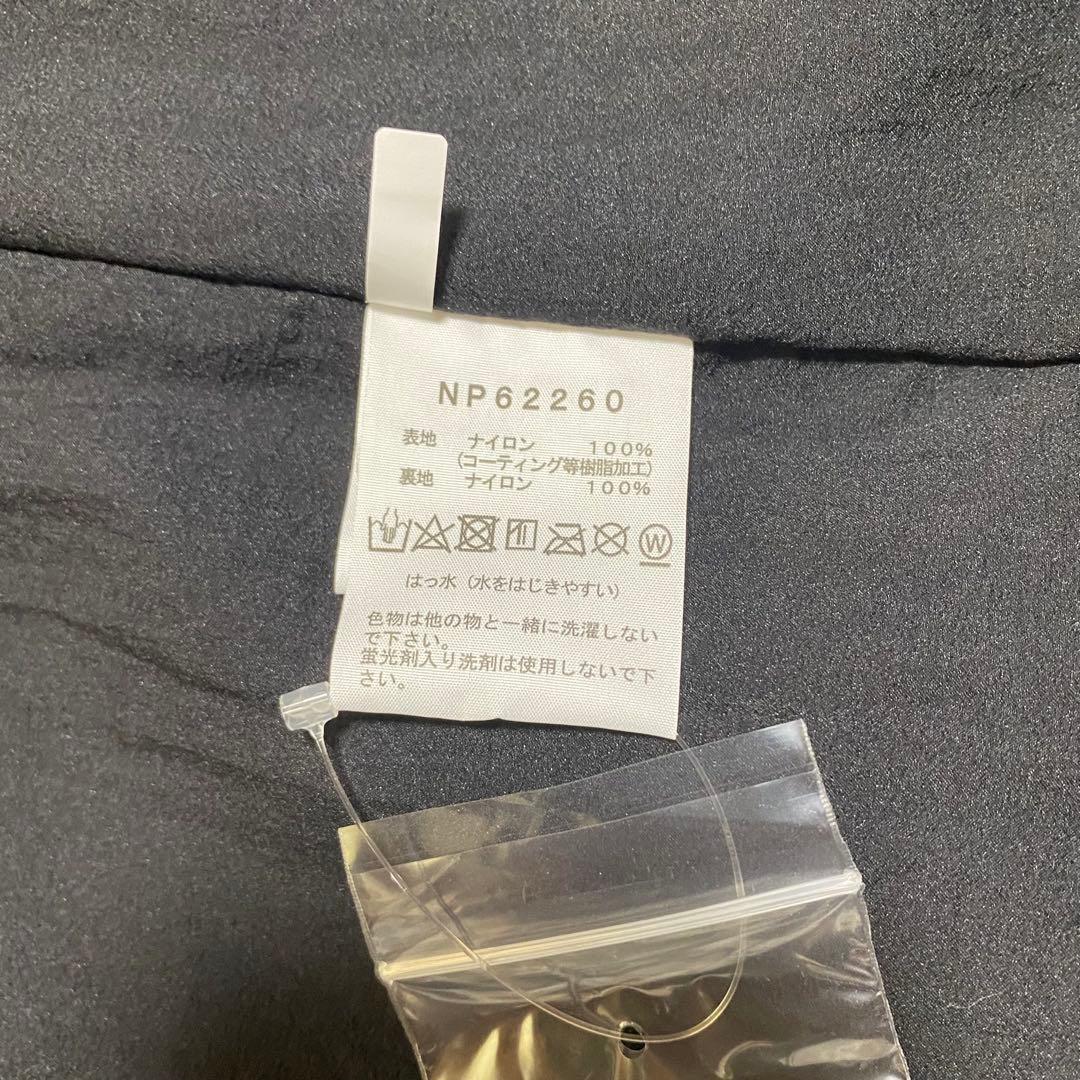 NP62260
表地 ナイロン 100%
(コーティング等樹脂加工)
裏地 ナイロン 100%
W
はっ水(水をはじきやすい)
色物は他の物と一緒に洗濯しない
で下さい。
蛍光剤入り洗剤は使用しないで下
さい。